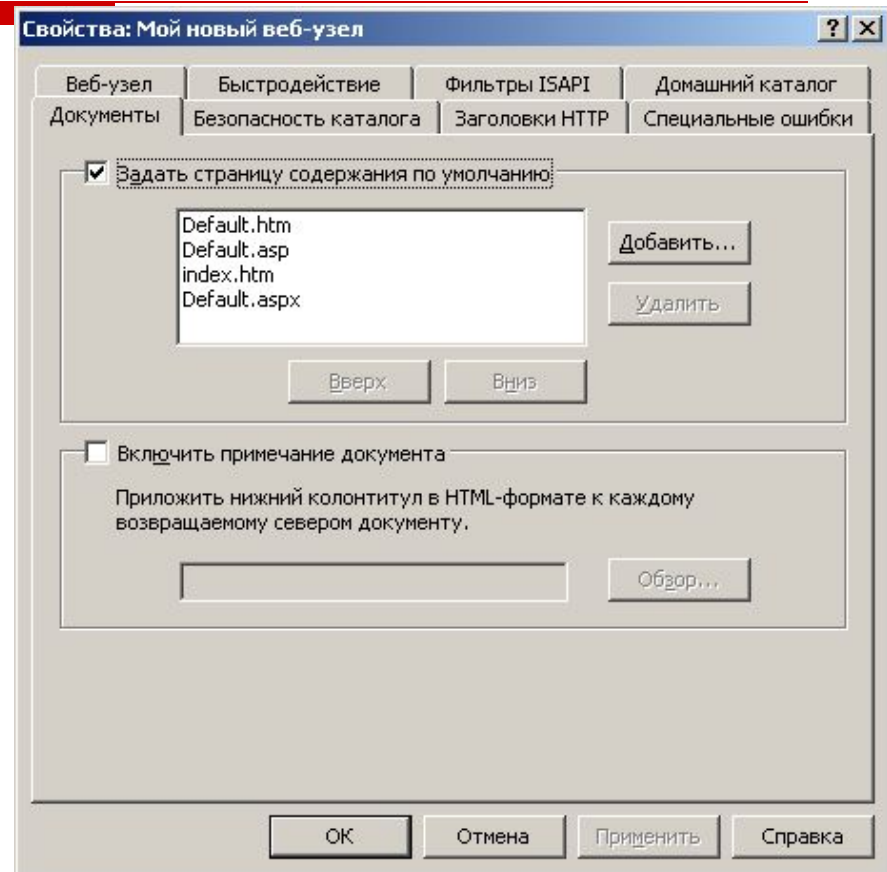 Свойства: Мой новый веб-узел
Веб-узел Быстродействие Фильтры ISAPI Домашний каталог
Документы Безопасность каталога Заголовки HTTP Специальные ошибки
Задать страницу содержания по умолчанию
Default.htm
Default.asp
index.htm
Default.aspx
Добавить...
Удалить
Вверх Вниз
Включить примечание документа
Приложить нижний колонтитул в HTML-формате к каждому
возвращаемому севером документу.
Обзор...
ОК Отмена Применить Справка